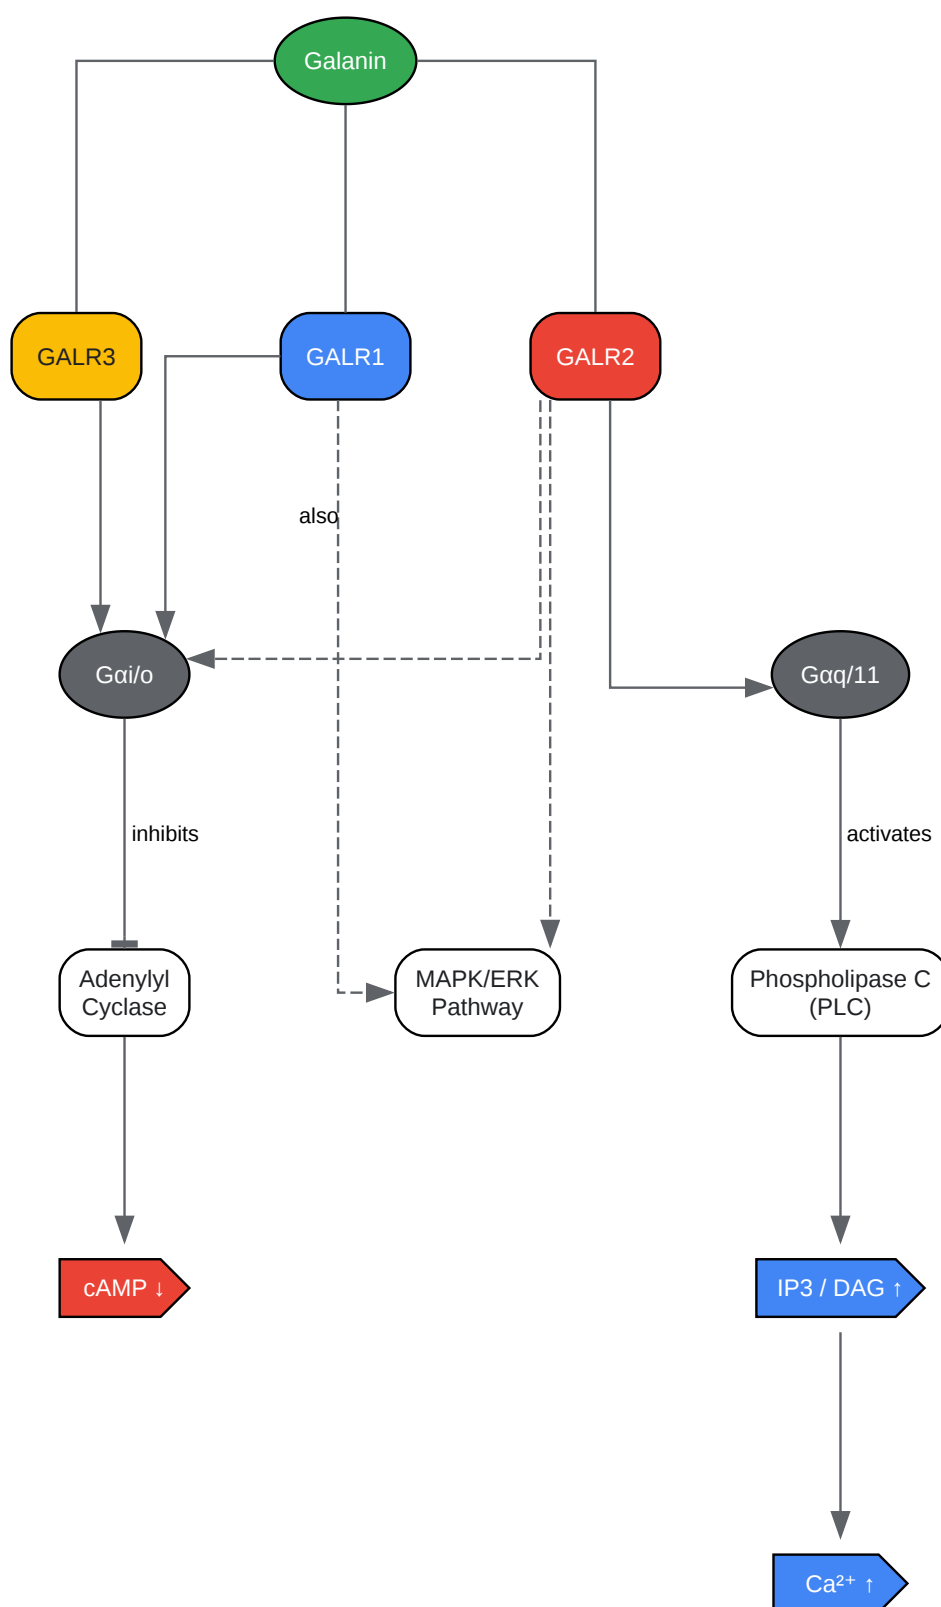 Galanin
GALR3
GALR1
GALR2
also
Gαi/o
Gαq/11
inhibits
activates
Adenylyl
Cyclase
MAPK/ERK
Pathway
Phospholipase C
(PLC)
cAMP ↓
IP3 / DAG ↑
Ca²⁺ ↑